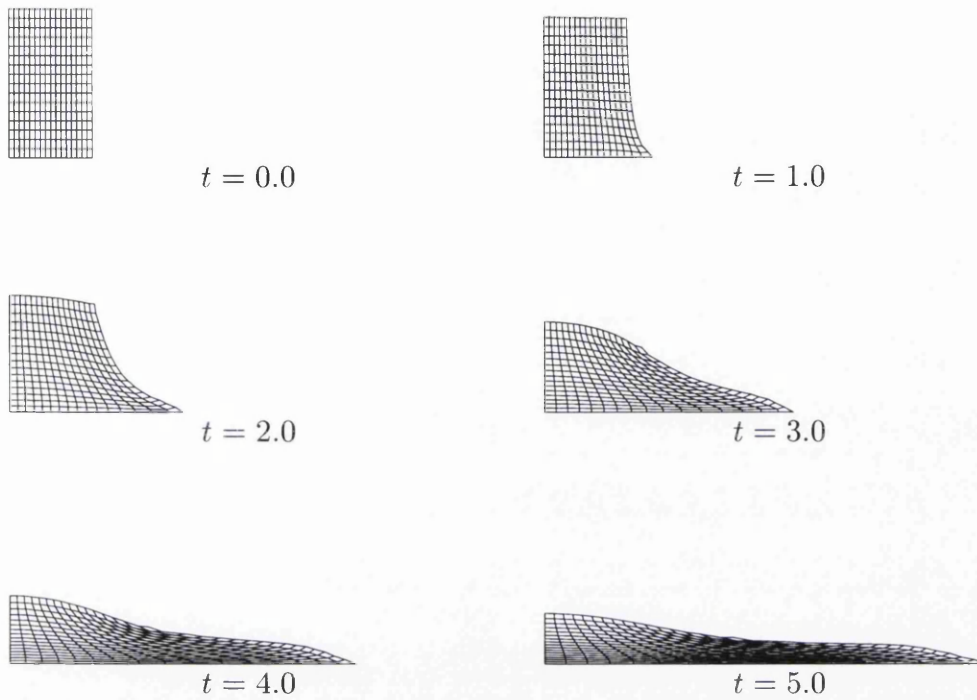 t = 0.0
t = 1.0
t = 2.0
t = 3.0
t = 4.0
t = 5.0